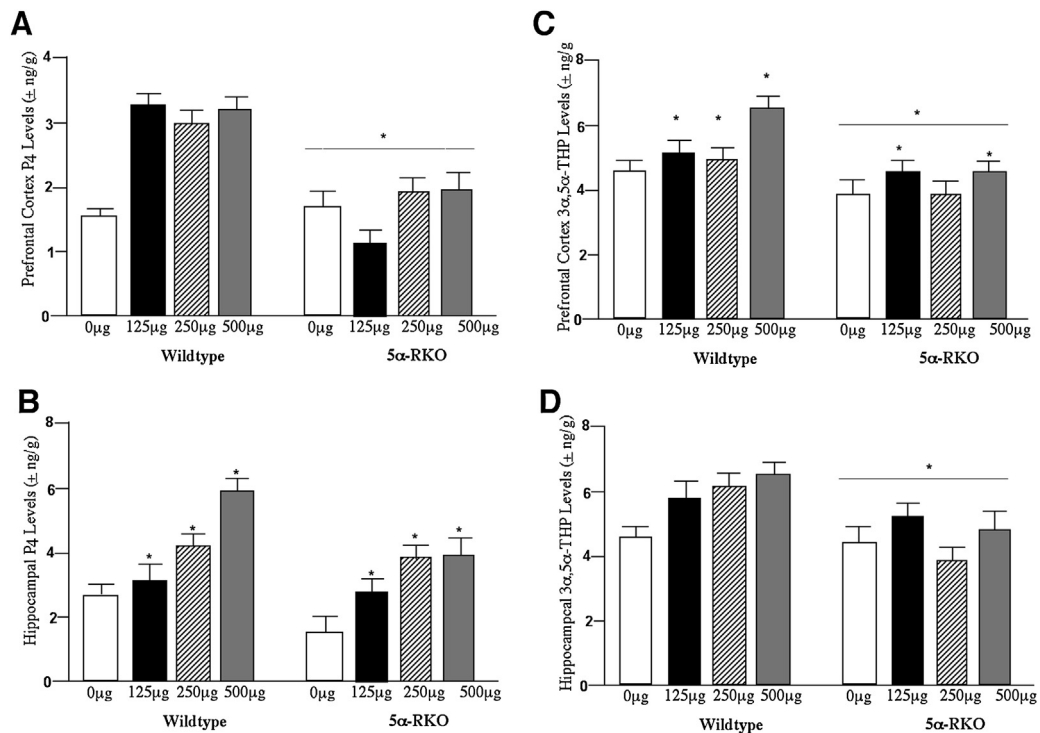 A
Prefrontal Cortex P4 Levels (± ng/g)
4
3
2
1
0
*
0µg 125µg 250µg 500µg 0µg 125µg 250µg 500µg
Wildtype 5α-RKO
C
Prefrontal Cortex 3α,5α-THP Levels (± ng/g)
8
6
4
2
0
* * * * * *
0µg 125µg 250µg 500µg 0µg 125µg 250µg 500µg
Wildtype 5α-RKO
B
Hippocampal P4 Levels (± ng/g)
8
6
4
2
0
* * * * * *
0µg 125µg 250µg 500µg 0µg 125µg 250µg 500µg
Wildtype 5α-RKO
D
Hippocampcal 3α,5α-THP Levels (± ng/g)
8
6
4
2
0
*
0µg 125µg 250µg 500µg 0µg 125µg 250µg 500µg
Wildtype 5α-RKO